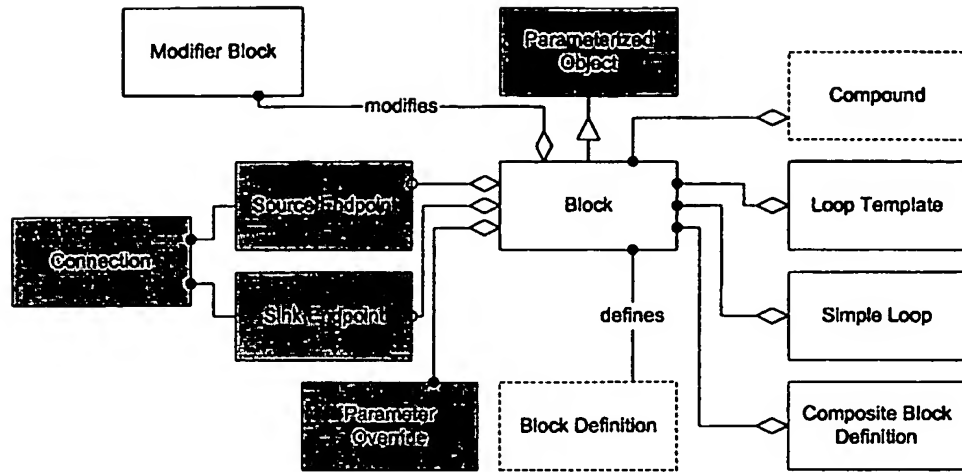 Modifier Block
Parameterized
Object
Compound
modifies
Source Endpoint
Block
Loop Template
Connection
Sink Endpoint
Simple Loop
defines
Parameter
Override
Block Definition
Composite Block
Definition